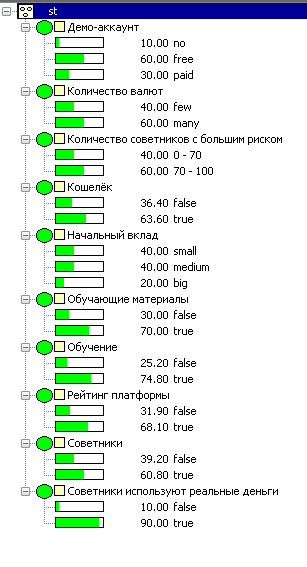 st
Демо-аккаунт
10.00 no
60.00 free
30.00 paid
Количество валют
40.00 few
60.00 many
Количество советников с большим риском
40.00 0 - 70
60.00 70 - 100
Кошелёк
36.40 false
63.60 true
Начальный вклад
40.00 small
40.00 medium
20.00 big
Обучающие материалы
30.00 false
70.00 true
Обучение
25.20 false
74.80 true
Рейтинг платформы
31.90 false
68.10 true
Советники
39.20 false
60.80 true
Советники используют реальные деньги
10.00 false
90.00 true